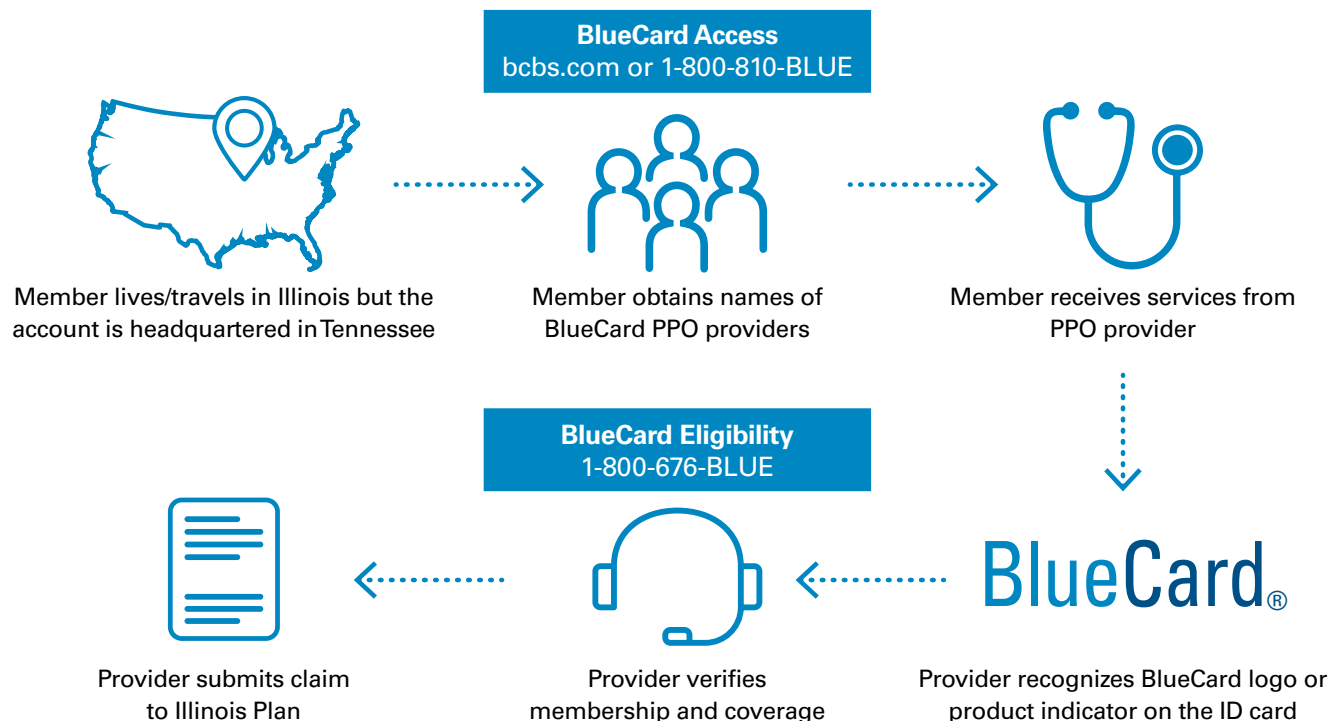 BlueCard Access
bcbs.com or 1-800-810-BLUE
Member lives/travels in Illinois but the
account is headquartered in Tennessee
Member obtains names of
BlueCard PPO providers
Member receives services from
PPO provider
BlueCard®
Provider recognizes BlueCard logo or
product indicator on the ID card
BlueCard Eligibility
1-800-676-BLUE
Provider verifies
membership and coverage
Provider submits claim
to Illinois Plan